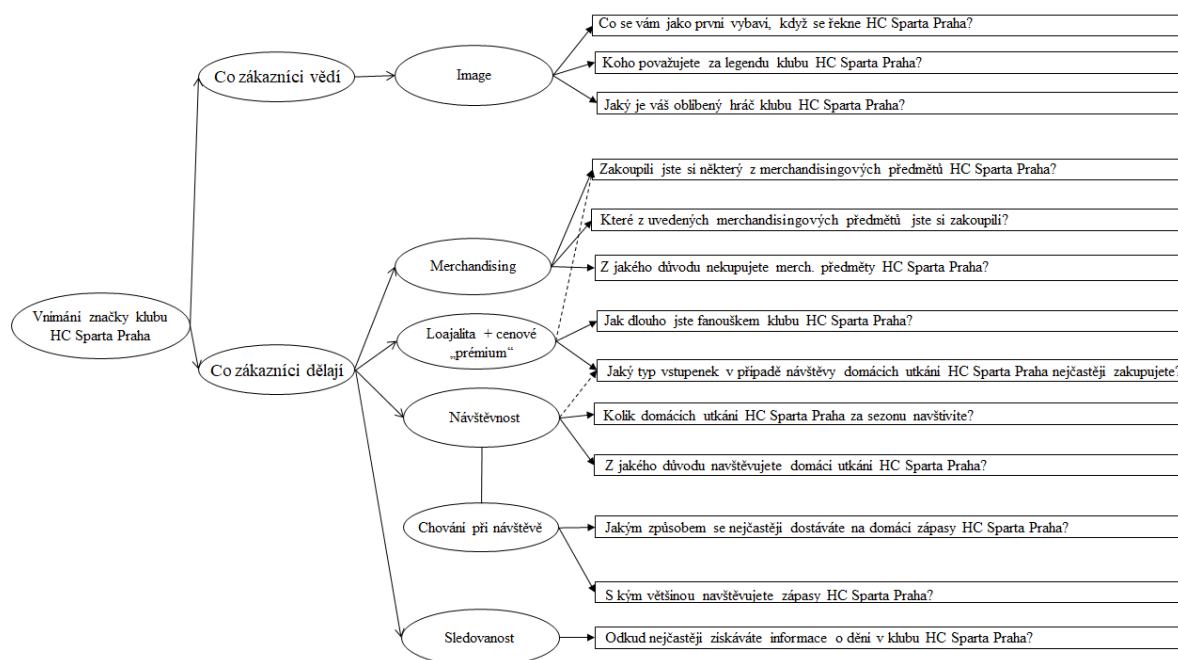 Co se vám jako první vybaví, když se řekne HC Sparta Praha?
Co zákazníci vědí
Image
Koho považujete za legendu klubu HC Sparta Praha?
Jaký je váš oblíbený hráč klubu HC Sparta Praha?
Zakoupili jste si některý z merchandisingových předmětů HC Sparta Praha?
Které z uvedených merchandisingových předmětů jste si zakoupili?
Merchandising
Z jakého důvodu nekupujete merch. předměty HC Sparta Praha?
Vnímání značky klubu
HC Sparta Praha
Loajalita + cenové
„prémium“
Jak dlouho jste fanouškem klubu HC Sparta Praha?
Co zákazníci dělají
Jaký typ vstupenek v případě návštěvy domácích utkání HC Sparta Praha nejčastěji zakupujete?
Návštěvnost
Kolik domácích utkání HC Sparta Praha za sezonu navštívíte?
Z jakého důvodu navštěvujete domácí utkání HC Sparta Praha?
Chování při návštěvě
Jakým způsobem se nejčastěji dostáváte na domácí zápasy HC Sparta Praha?
S kým většinou navštěvujete zápasy HC Sparta Praha?
Sledovanost
Odkud nejčastěji získáváte informace o dění v klubu HC Sparta Praha?